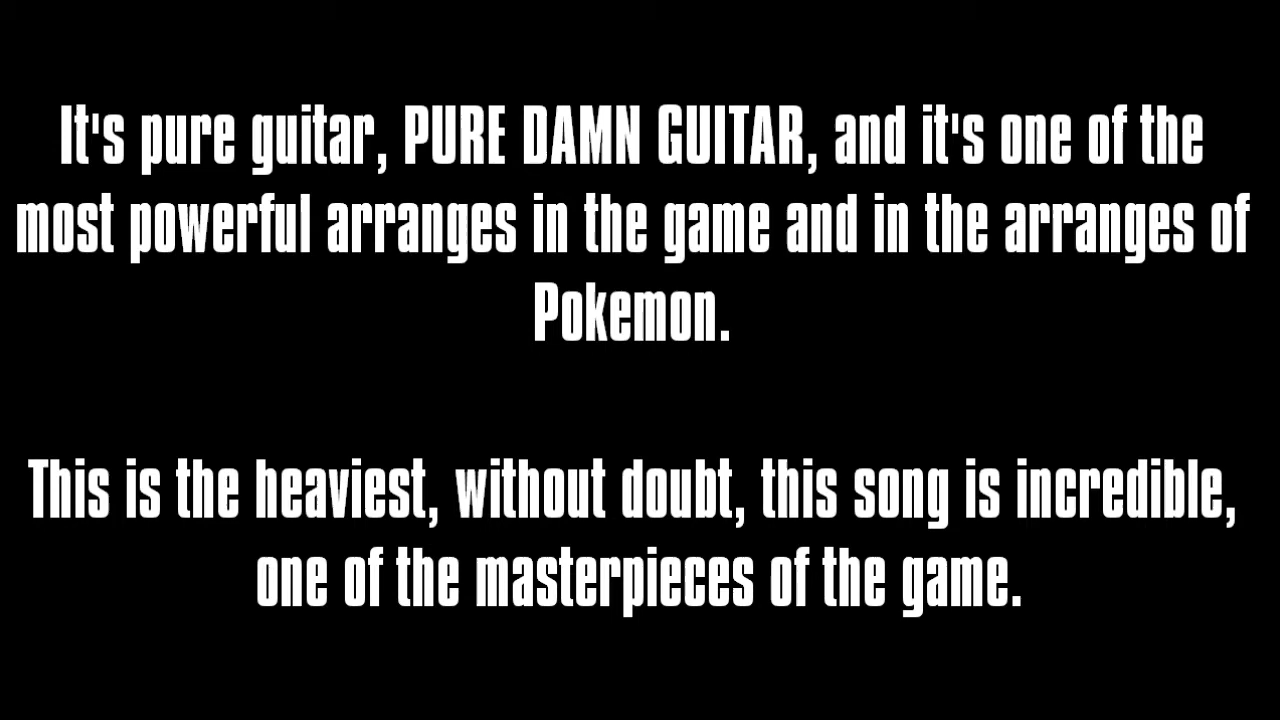 It's pure guitar, PURE DAMN GUITAR, and it's one of the
most powerful arranges in the game and in the arranges of
Pokemon.
This is the heaviest, without doubt, this song is incredible,
one of the masterpieces of the game.